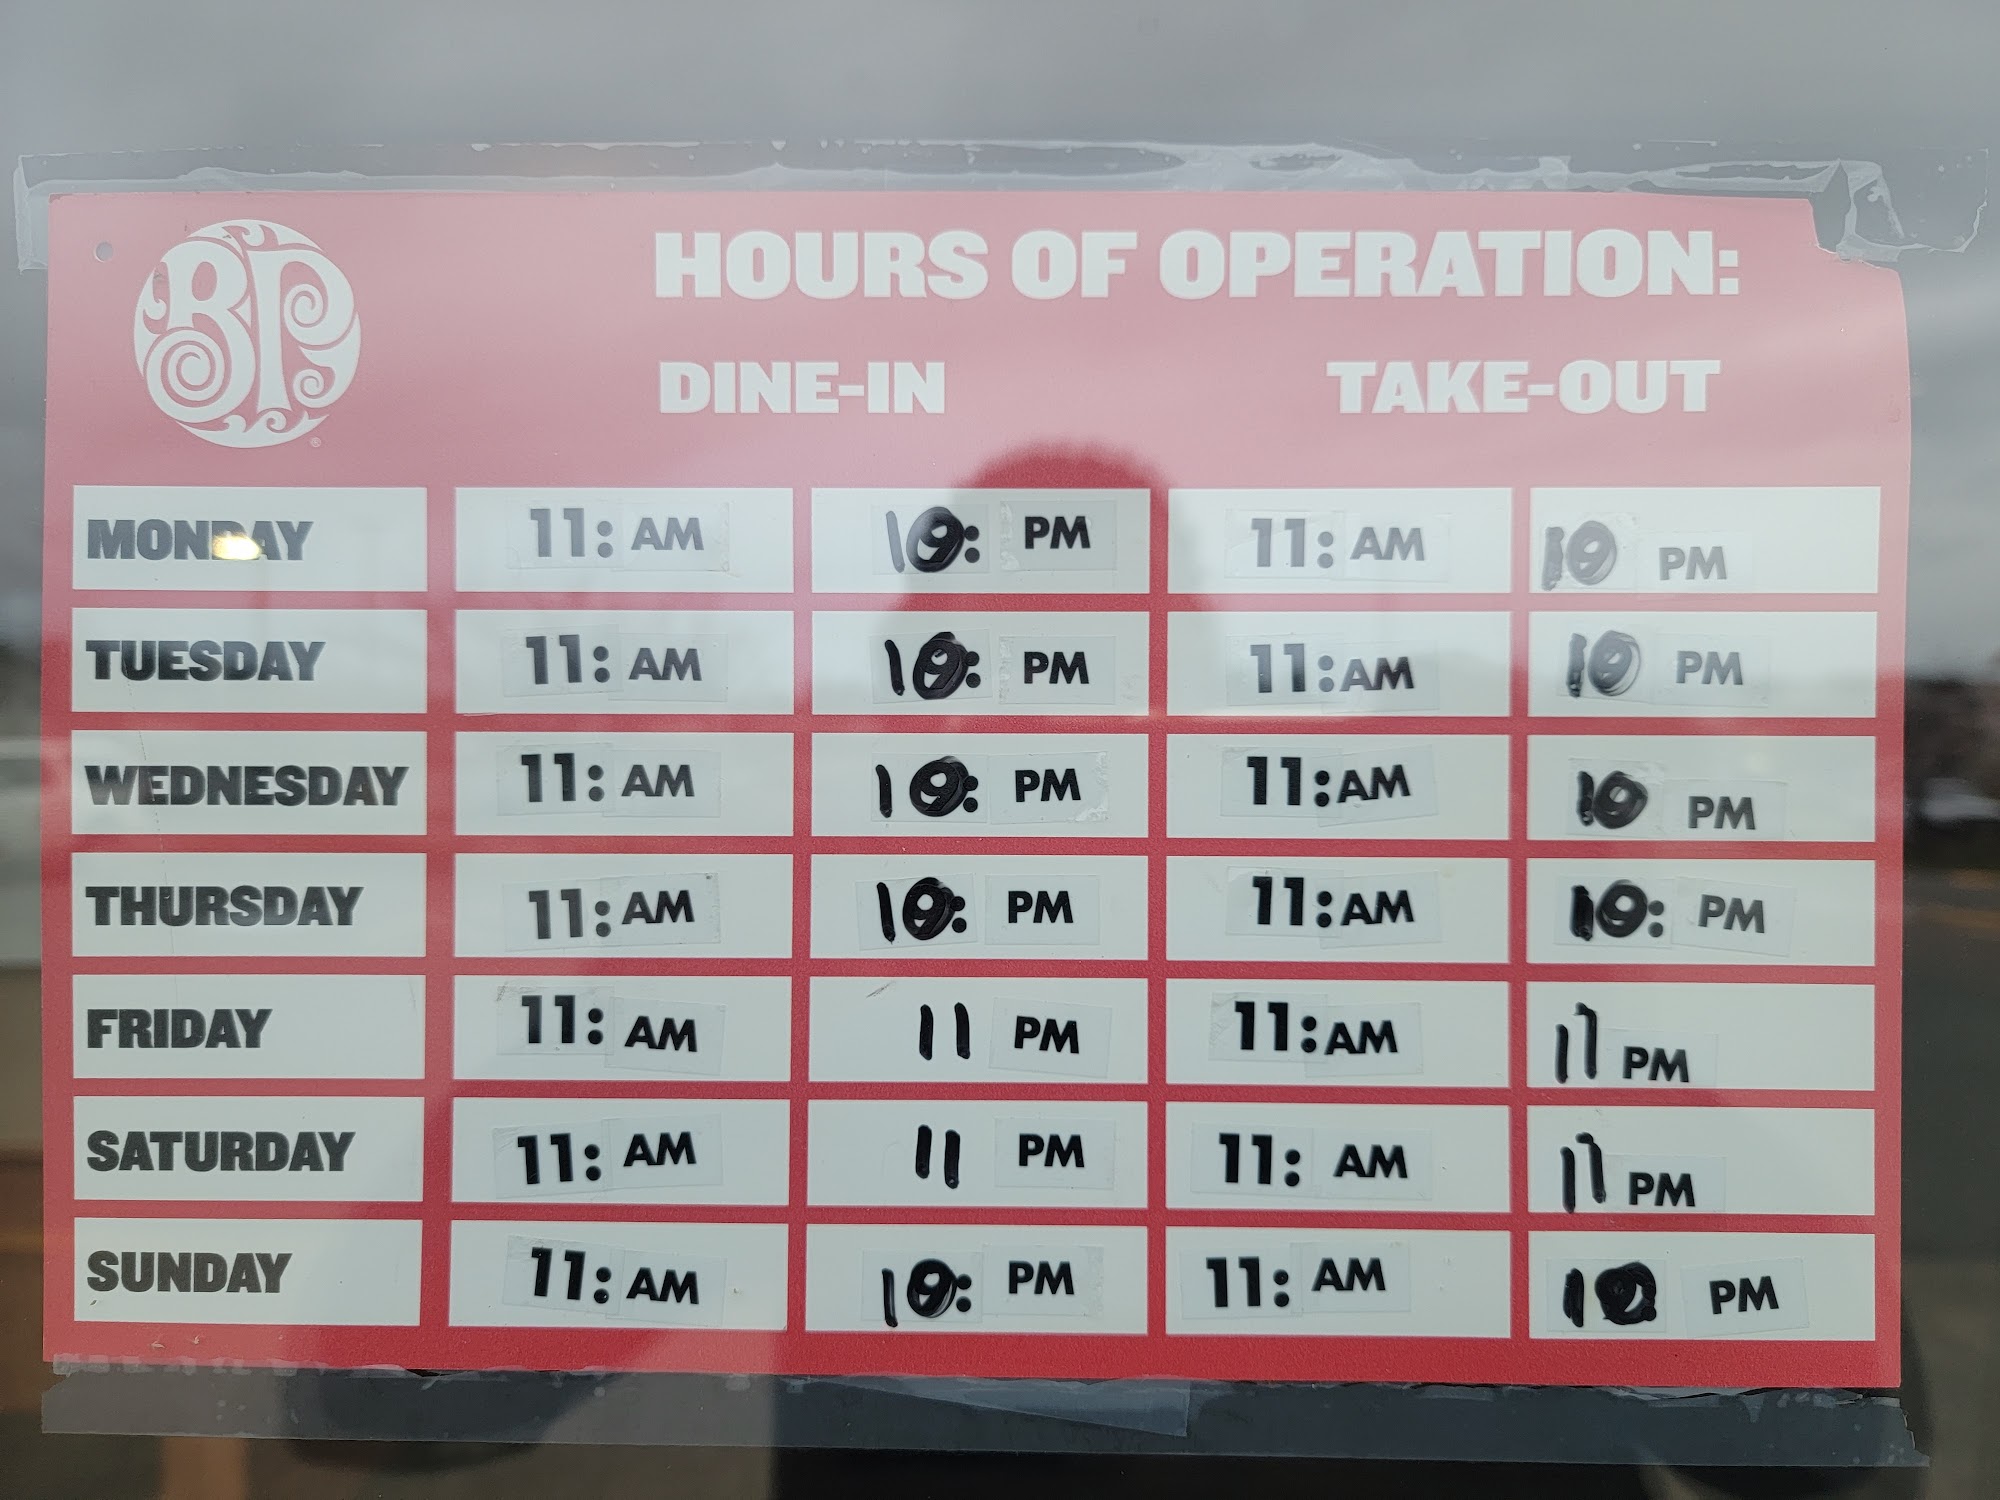 BP
HOURS OF OPERATION:
DINE-IN TAKE-OUT
MONDAY 11: AM 10: PM 11: AM 10 PM
TUESDAY 11: AM 10: PM 11: AM 10 PM
WEDNESDAY 11: AM 10: PM 11: AM 10 PM
THURSDAY 11: AM 10: PM 11: AM 10: PM
FRIDAY 11: AM 11 PM 11: AM 11 PM
SATURDAY 11: AM 11 PM 11: AM 11 PM
SUNDAY 11: AM 10: PM 11: AM 10 PM